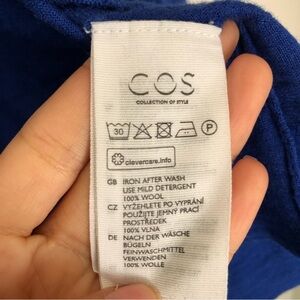 COS
COLLECTION OF STYLE
30 P
clevercare.info
GB IRON AFTER WASH
USE MILD DETERGENT
100% WOOL
CZ VYŽEHLETE PO VYPRÁNÍ
POUŽIJTE JEMNÝ PRACÍ
PROSTŘEDEK
100% VLNA
DE NACH DER WÄSCHE
BÜGELN
FEINWASCHMITTEL
VERWENDEN
100% WOLLE